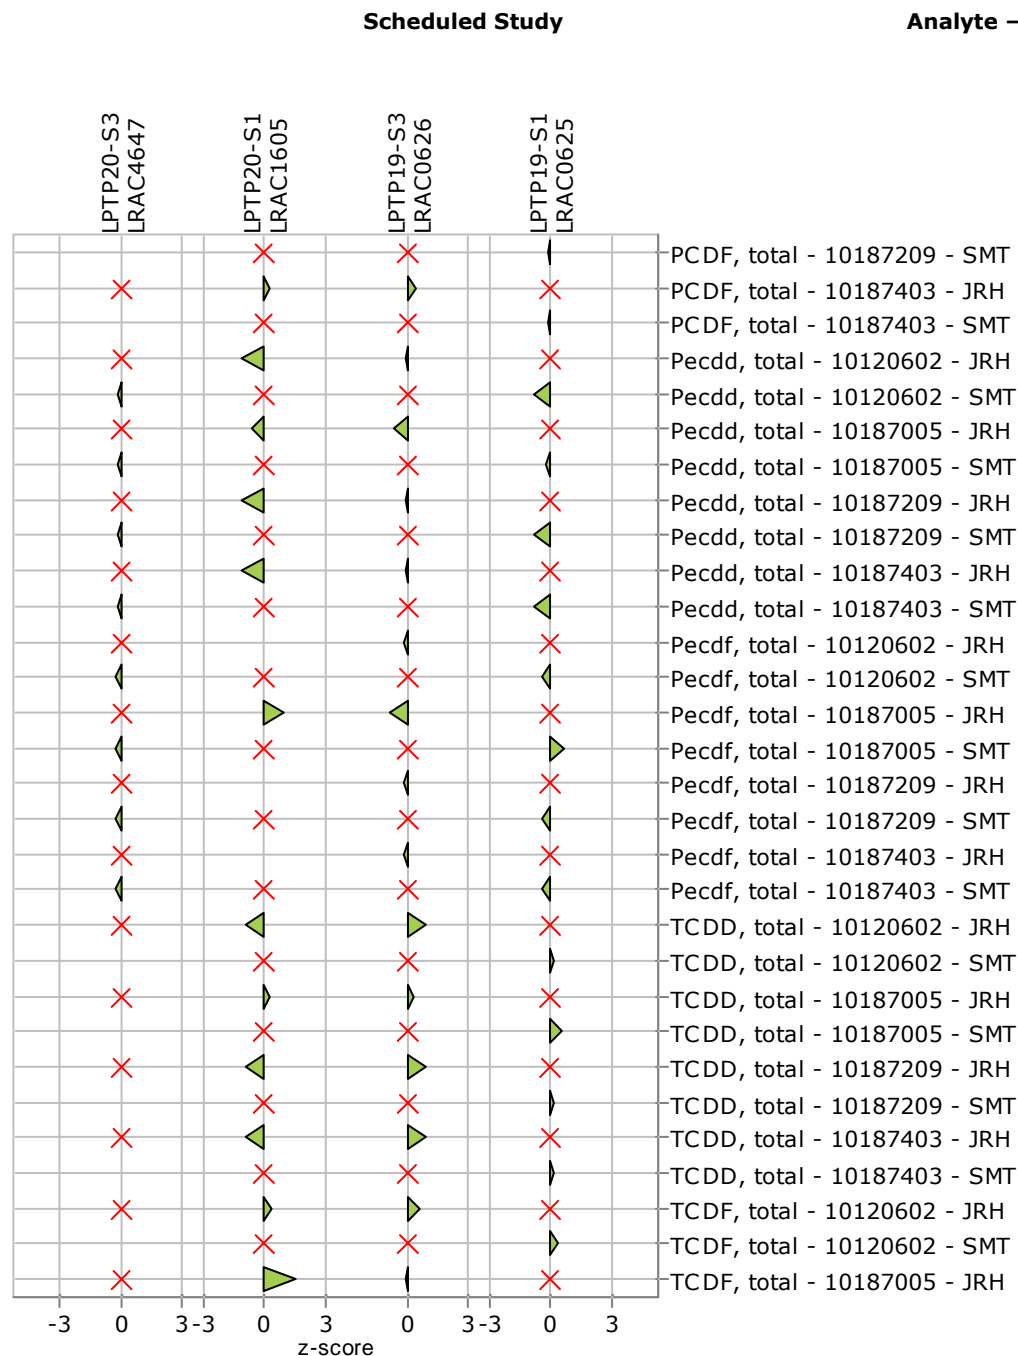 Scheduled Study
Analyte –
LPTP20-S3
LRAC4647
LPTP20-S1
LRAC1605
LPTP19-S3
LRAC0626
LPTP19-S1
LRAC0625
PCDF, total - 10187209 - SMT
PCDF, total - 10187403 - JRH
PCDF, total - 10187403 - SMT
Pecdd, total - 10120602 - JRH
Pecdd, total - 10120602 - SMT
Pecdd, total - 10187005 - JRH
Pecdd, total - 10187005 - SMT
Pecdd, total - 10187209 - JRH
Pecdd, total - 10187209 - SMT
Pecdd, total - 10187403 - JRH
Pecdd, total - 10187403 - SMT
Pecdf, total - 10120602 - JRH
Pecdf, total - 10120602 - SMT
Pecdf, total - 10187005 - JRH
Pecdf, total - 10187005 - SMT
Pecdf, total - 10187209 - JRH
Pecdf, total - 10187209 - SMT
Pecdf, total - 10187403 - JRH
Pecdf, total - 10187403 - SMT
TCDD, total - 10120602 - JRH
TCDD, total - 10120602 - SMT
TCDD, total - 10187005 - JRH
TCDD, total - 10187005 - SMT
TCDD, total - 10187209 - JRH
TCDD, total - 10187209 - SMT
TCDD, total - 10187403 - JRH
TCDD, total - 10187403 - SMT
TCDF, total - 10120602 - JRH
TCDF, total - 10120602 - SMT
TCDF, total - 10187005 - JRH
-3 0 3 -3 0 3 0 3 -3 0 3
z-score